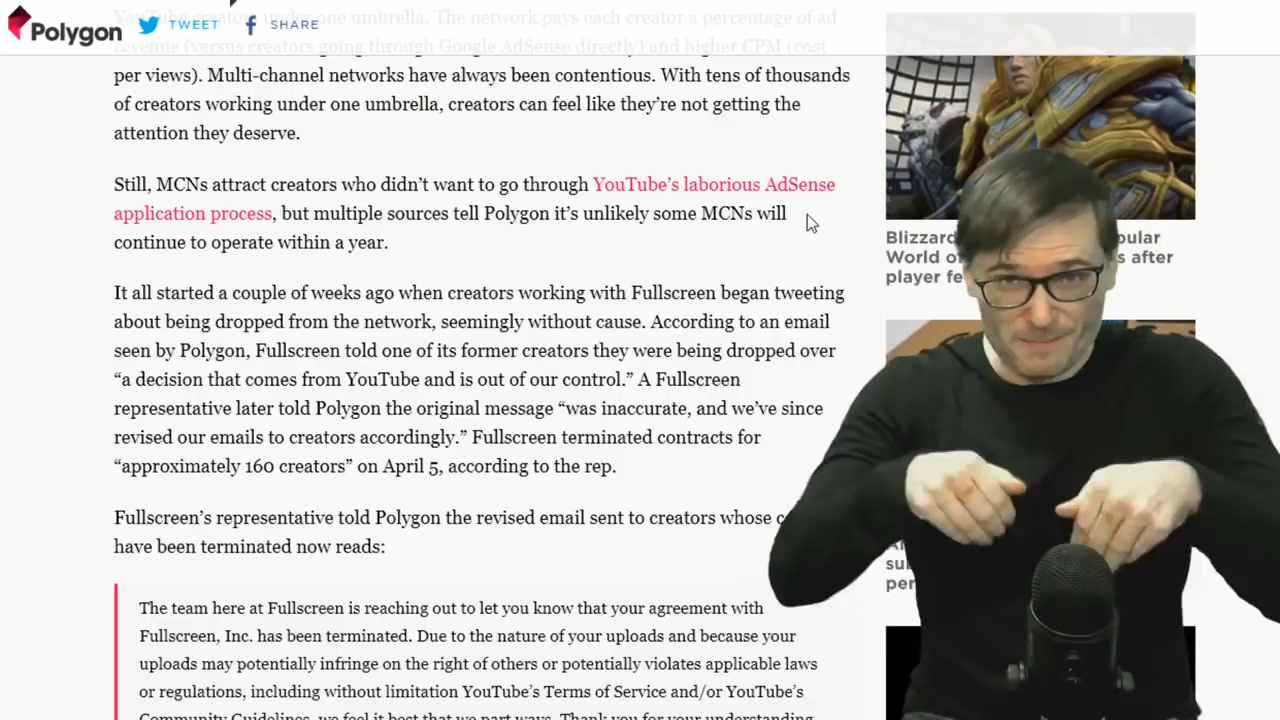 Polygon
TWEET
SHARE
YouTube creators under one umbrella. The network pays each creator a percentage of ad
revenue (versus creators going through Google AdSense directly) and higher CPM (cost
per views). Multi-channel networks have always been contentious. With tens of thousands
of creators working under one umbrella, creators can feel like they’re not getting the
attention they deserve.
Still, MCNs attract creators who didn’t want to go through YouTube’s laborious AdSense
application process, but multiple sources tell Polygon it’s unlikely some MCNs will
continue to operate within a year.
It all started a couple of weeks ago when creators working with Fullscreen began tweeting
about being dropped from the network, seemingly without cause. According to an email
seen by Polygon, Fullscreen told one of its former creators they were being dropped over
“a decision that comes from YouTube and is out of our control.” A Fullscreen
representative later told Polygon the original message “was inaccurate, and we’ve since
revised our emails to creators accordingly.” Fullscreen terminated contracts for
“approximately 160 creators” on April 5, according to the rep.
Fullscreen’s representative told Polygon the revised email sent to creators whose
have been terminated now reads:
The team here at Fullscreen is reaching out to let you know that your agreement with
Fullscreen, Inc. has been terminated. Due to the nature of your uploads and because your
uploads may potentially infringe on the right of others or potentially violates applicable laws
or regulations, including without limitation YouTube’s Terms of Service and/or YouTube’s
Community Guidelines, we feel it best that we part ways. Thank you for your understanding
Blizzard
World
after
player